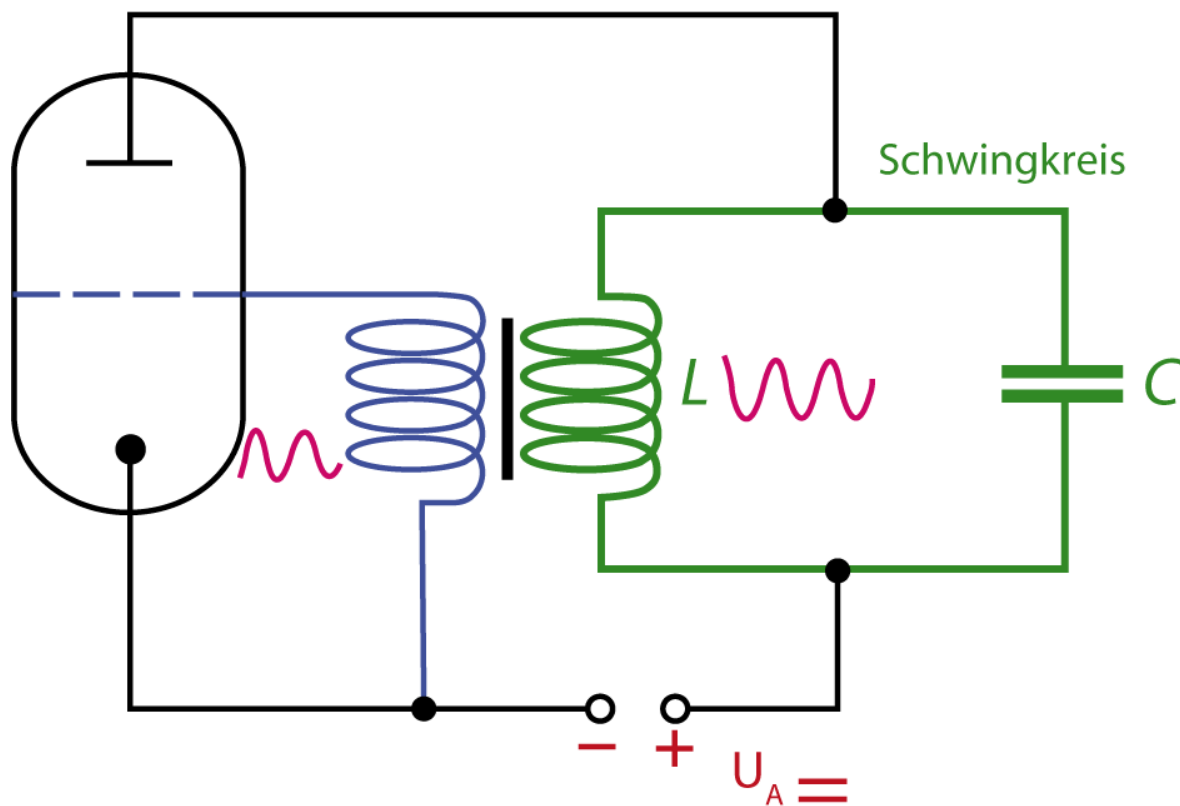 Schwingkreis
L
C
− +
U_A =